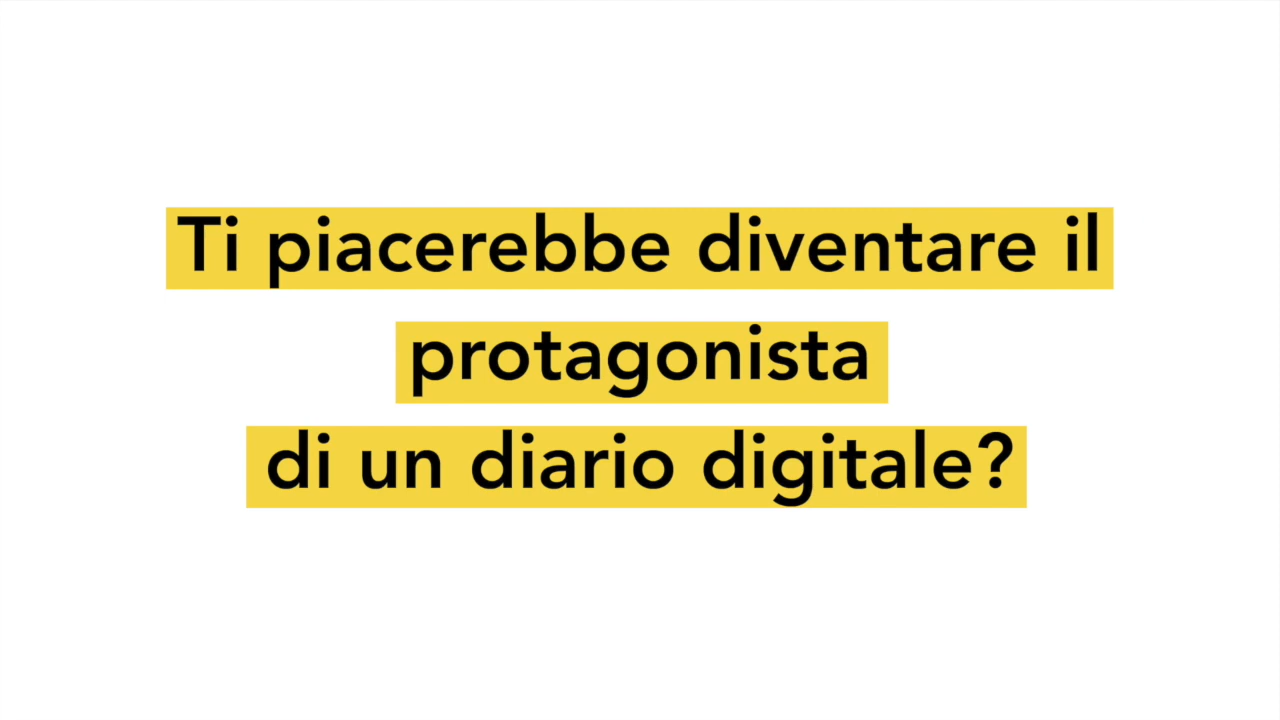 Ti piacerebbe diventare il
protagonista
di un diario digitale?